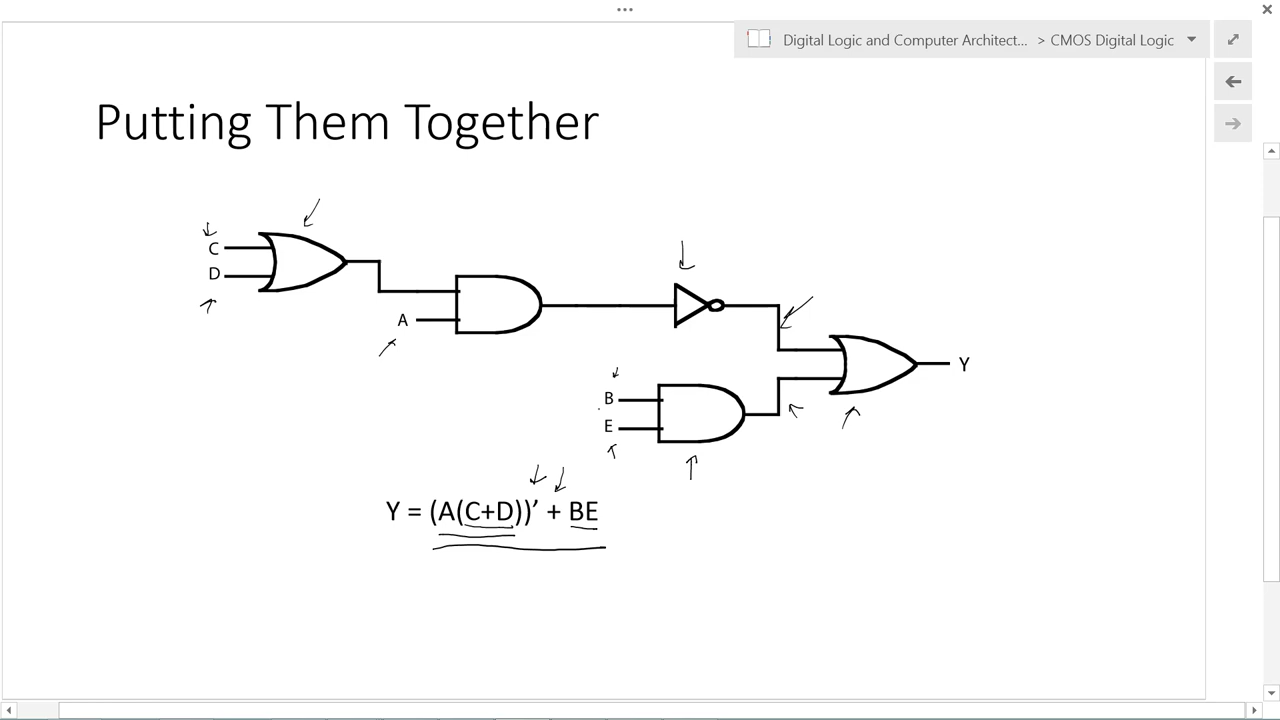 Digital Logic and Computer Architect... > CMOS Digital Logic
Putting Them Together
C
D
A
B
E
Y
Y = (A(C+D))’ + BE